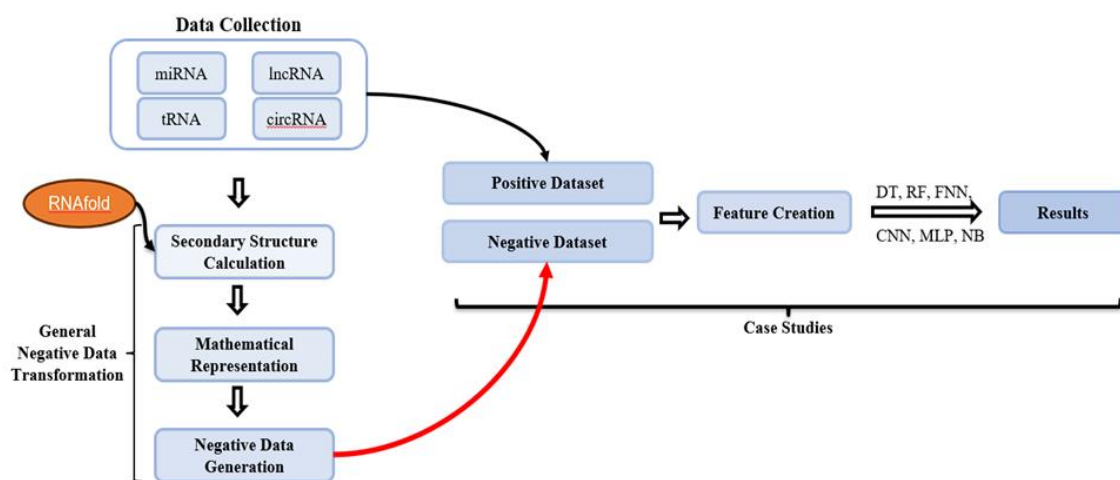 Data Collection
miRNA
lncRNA
tRNA
circRNA
RNAfold
Secondary Structure
Calculation
General
Negative Data
Transformation
Mathematical
Representation
Negative Data
Generation
Positive Dataset
Negative Dataset
Feature Creation
DT, RF, FNN,
CNN, MLP, NB
Results
Case Studies